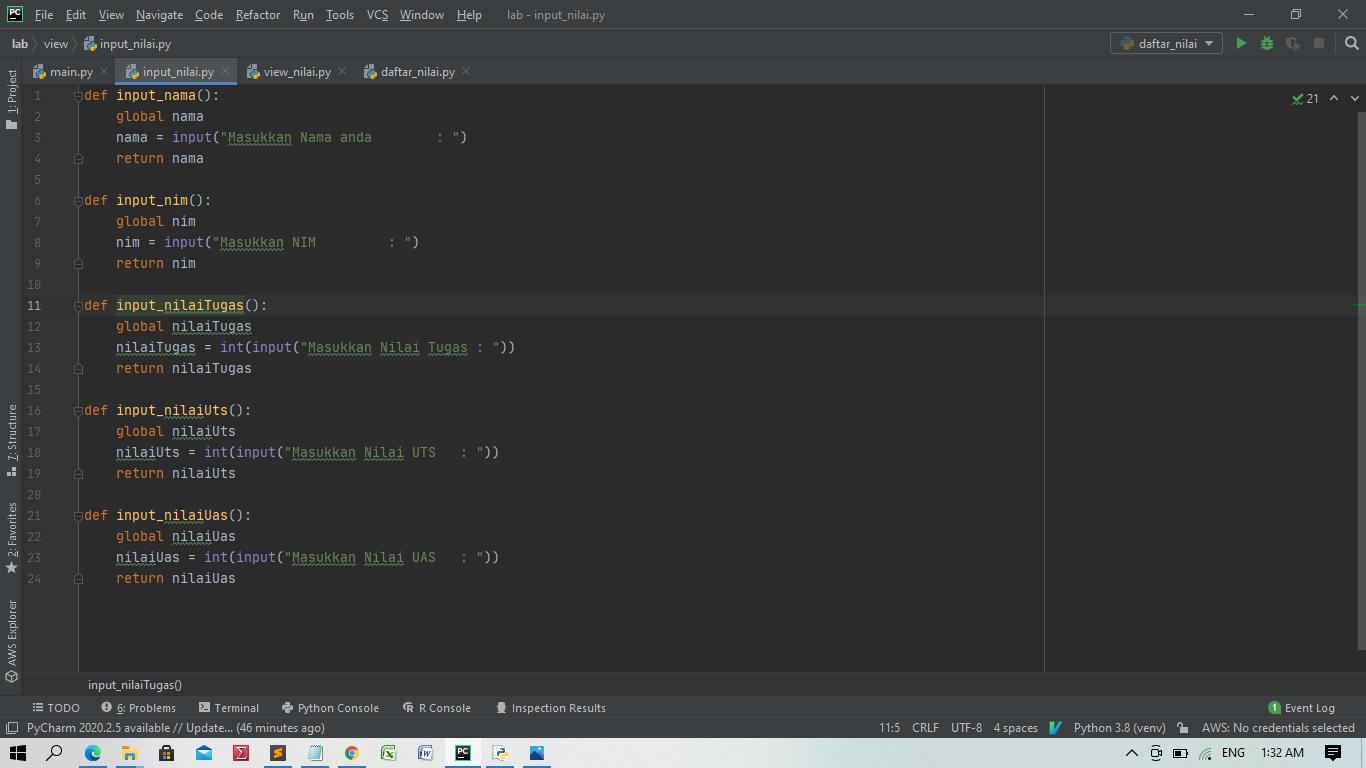 File Edit View Navigate Code Refactor Run Tools VCS Window Help lab - input_nilai.py
lab view input_nilai.py daftar_nilai
main.py input_nilai.py view_nilai.py daftar_nilai.py
1: Project
7: Structure
2: Favorites
AWS Explorer
21
1 def input_nama():
2 global nama
3 nama = input("Masukkan Nama anda        : ")
4 return nama
5
6 def input_nim():
7 global nim
8 nim = input("Masukkan NIM         : ")
9 return nim
10
11 def input_nilaiTugas():
12 global nilaiTugas
13 nilaiTugas = int(input("Masukkan Nilai Tugas : "))
14 return nilaiTugas
15
16 def input_nilaiUts():
17 global nilaiUts
18 nilaiUts = int(input("Masukkan Nilai UTS   : "))
19 return nilaiUts
20
21 def input_nilaiUas():
22 global nilaiUas
23 nilaiUas = int(input("Masukkan Nilai UAS   : "))
24 return nilaiUas
input_nilaiTugas()
TODO 6: Problems Terminal Python Console R Console Inspection Results 1 Event Log
PyCharm 2020.2.5 available // Update... (46 minutes ago) 11:5 CRLF UTF-8 4 spaces Python 3.8 (venv) AWS: No credentials selected
ENG 1:32 AM